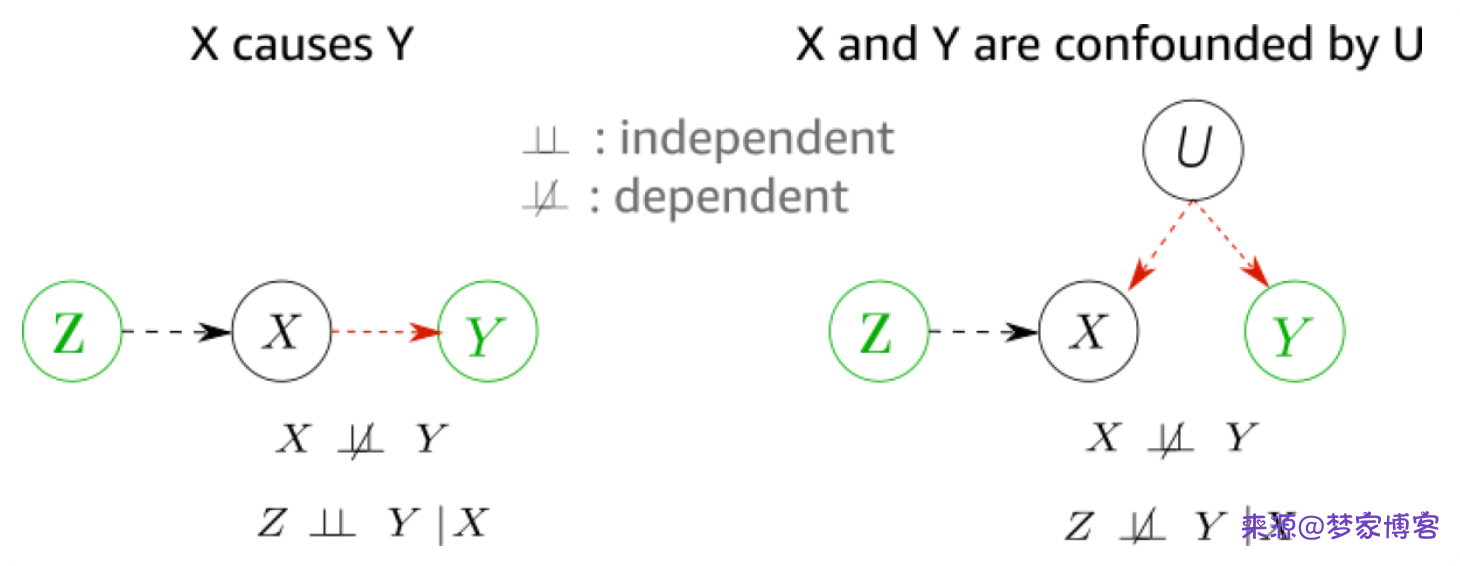 X causes Y
X and Y are confounded by U
⫫ : independent
⫫̸ : dependent
U
Z
X
Y
Z
X
Y
X ⫫̸ Y
X ⫫̸ Y
Z ⫫ Y | X
Z ⫫̸ Y | X
来源@梦家博客